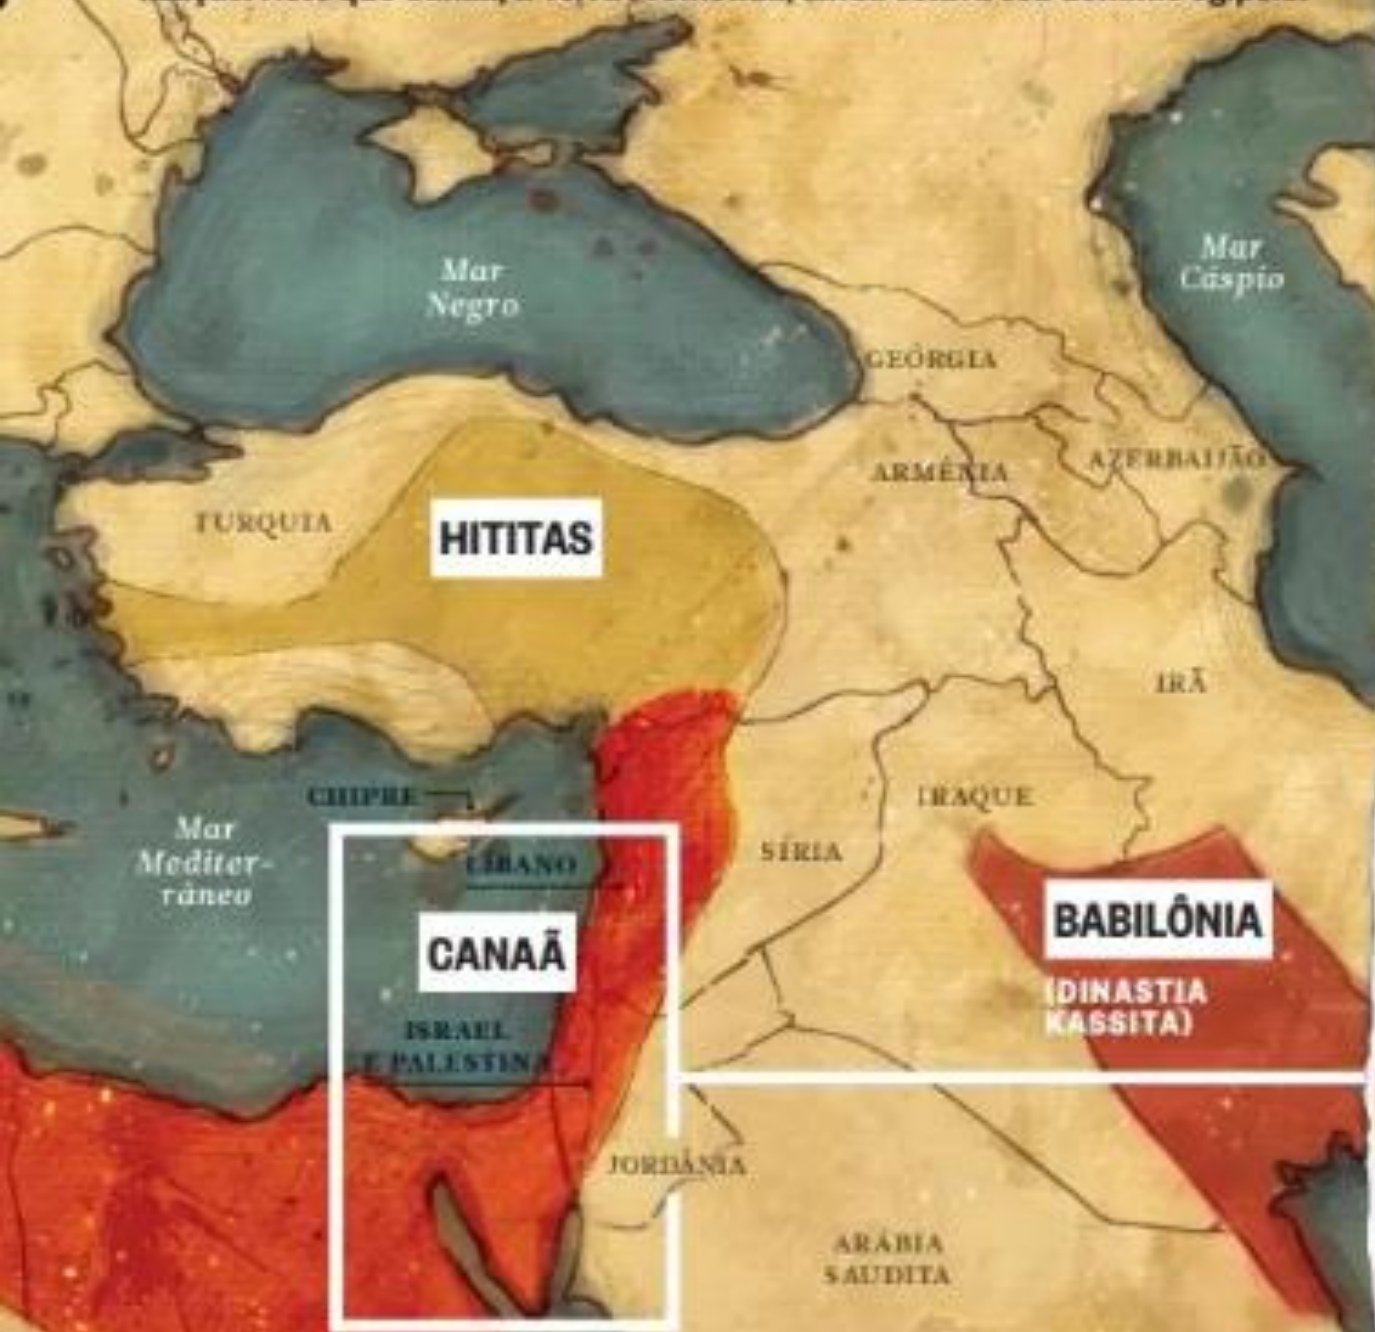 Mar
Negro
Mar
Cáspio
GEÓRGIA
ARMÊNIA
AZERBAIJÃO
TURQUIA
HITITAS
IRÃ
CHIPRE
IRAQUE
Mar
Mediter-
râneo
SÍRIA
LÍBANO
BABILÔNIA
(DINASTIA
KASSITA)
CANAÃ
ISRAEL
E PALESTINA
JORDÂNIA
ARÁBIA
SAUDITA